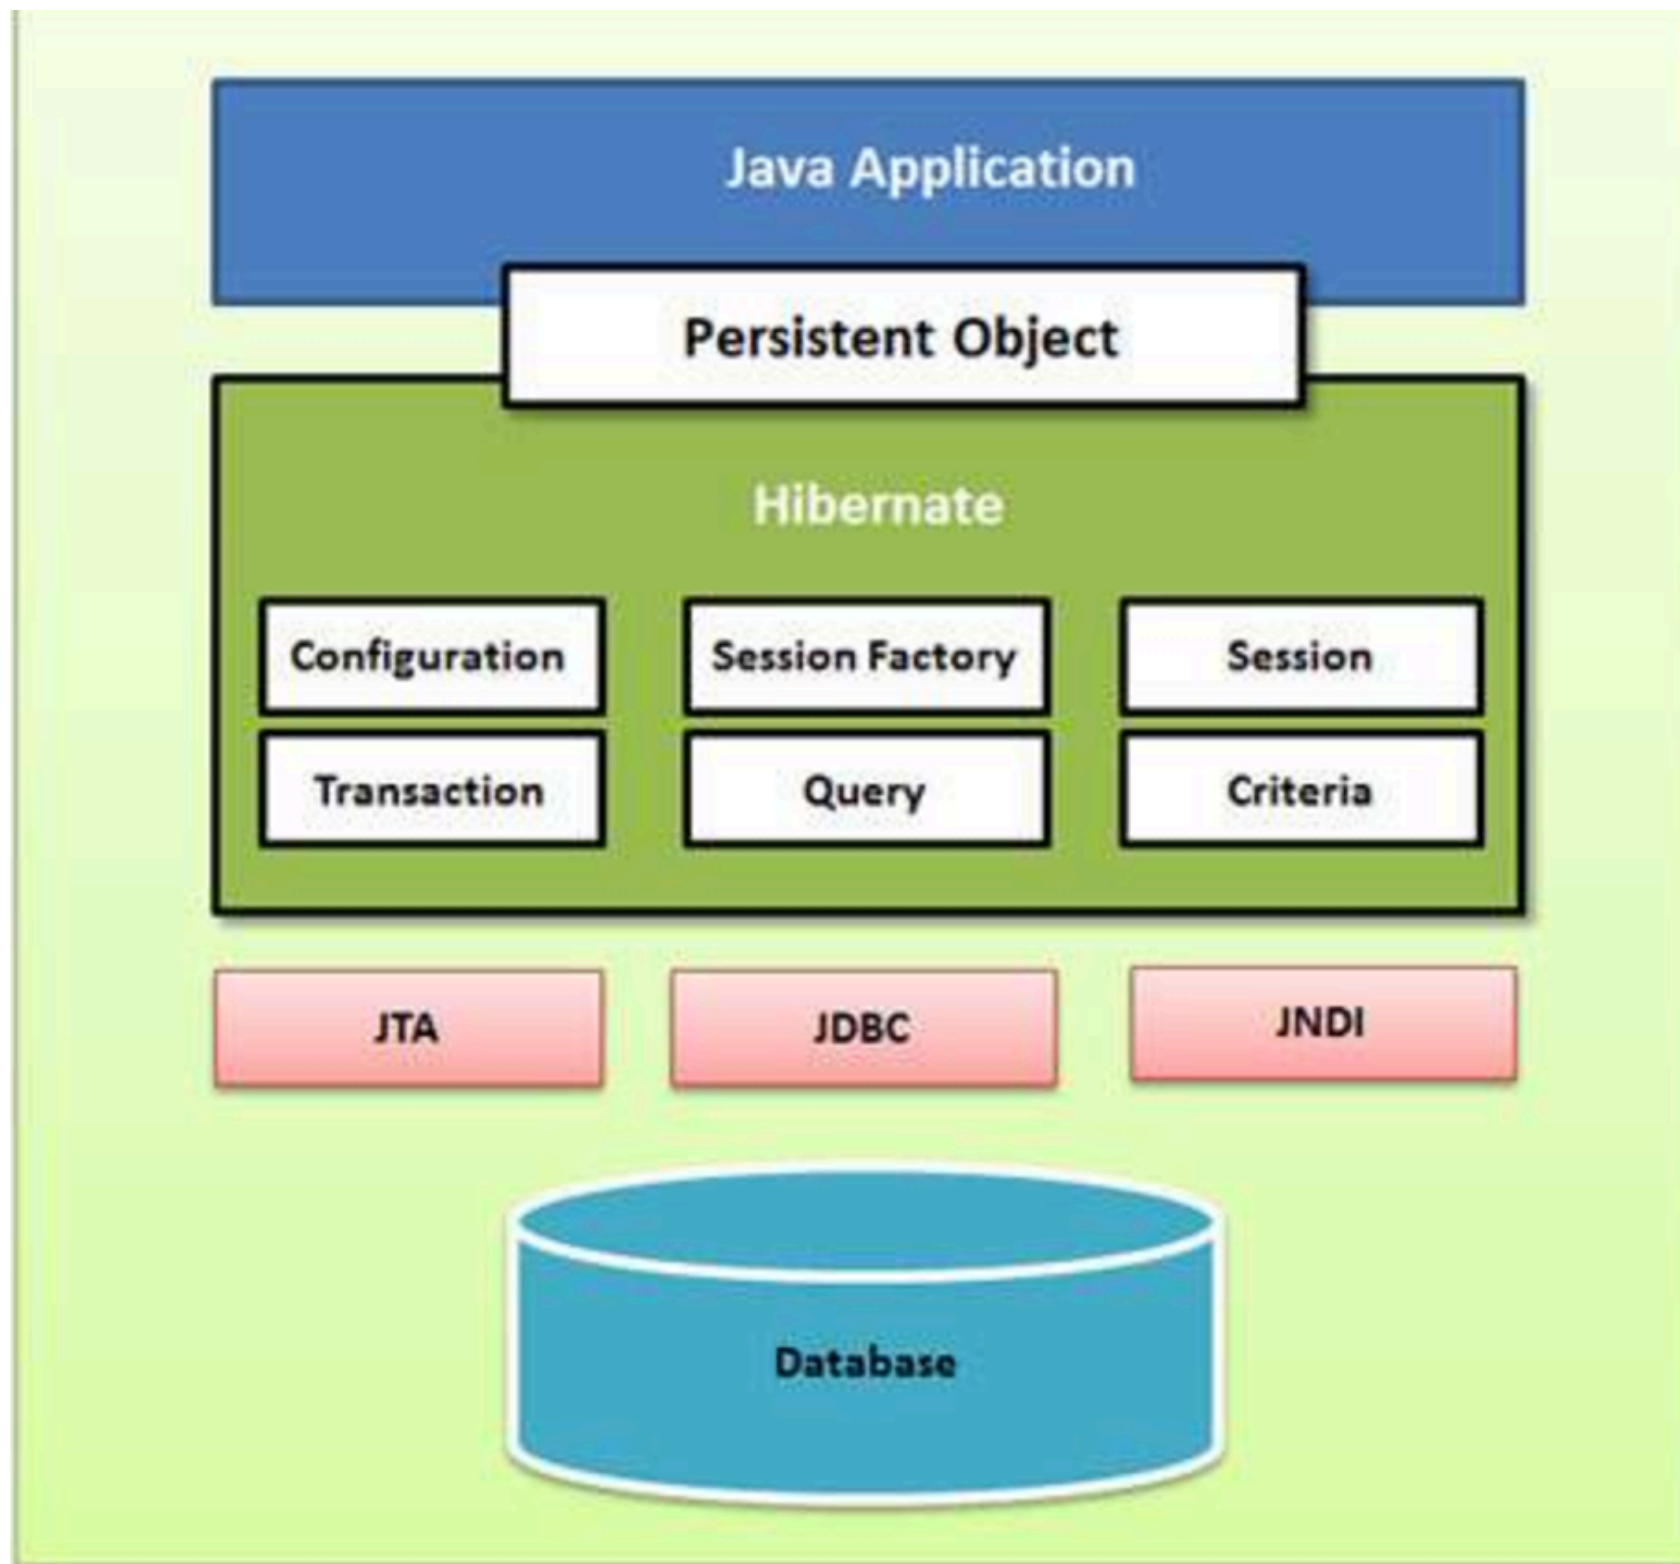 Java Application
Persistent Object
Hibernate
Configuration
Session Factory
Session
Transaction
Query
Criteria
JTA
JDBC
JNDI
Database